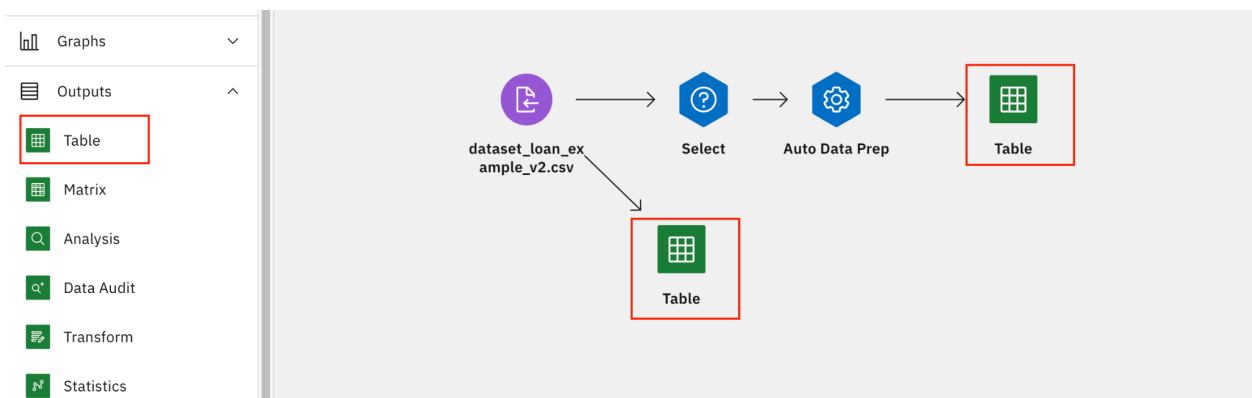 Graphs
Outputs
Table
Matrix
Analysis
Data Audit
Transform
Statistics
dataset_loan_ex
ample_v2.csv
Select
Auto Data Prep
Table
Table